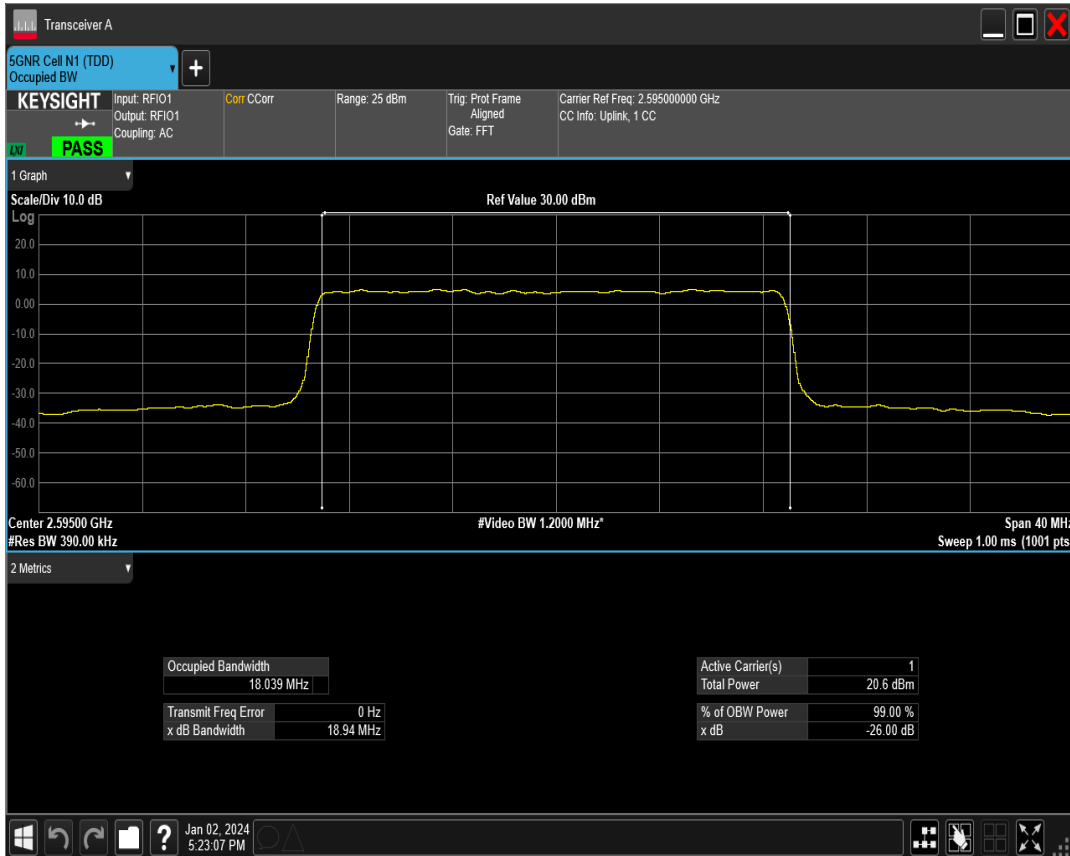 Transceiver A
5GNR Cell N1 (TDD)
Occupied BW
+
KEYSIGHT
LXI
PASS
Input: RFIO1
Output: RFIO1
Coupling: AC
Corr CCorr
Range: 25 dBm
Trig: Prot Frame
Aligned
Gate: FFT
Carrier Ref Freq: 2.595000000 GHz
CC Info: Uplink, 1 CC
1 Graph
Scale/Div 10.0 dB
Ref Value 30.00 dBm
Log
20.0
10.0
0.00
-10.0
-20.0
-30.0
-40.0
-50.0
-60.0
Center 2.59500 GHz
#Video BW 1.2000 MHz*
Span 40 MHz
#Res BW 390.00 kHz
Sweep 1.00 ms (1001 pts
2 Metrics
Occupied Bandwidth
18.039 MHz
Transmit Freq Error 0 Hz
x dB Bandwidth 18.94 MHz
Active Carrier(s) 1
Total Power 20.6 dBm
% of OBW Power 99.00 %
x dB -26.00 dB
?
Jan 02, 2024
5:23:07 PM